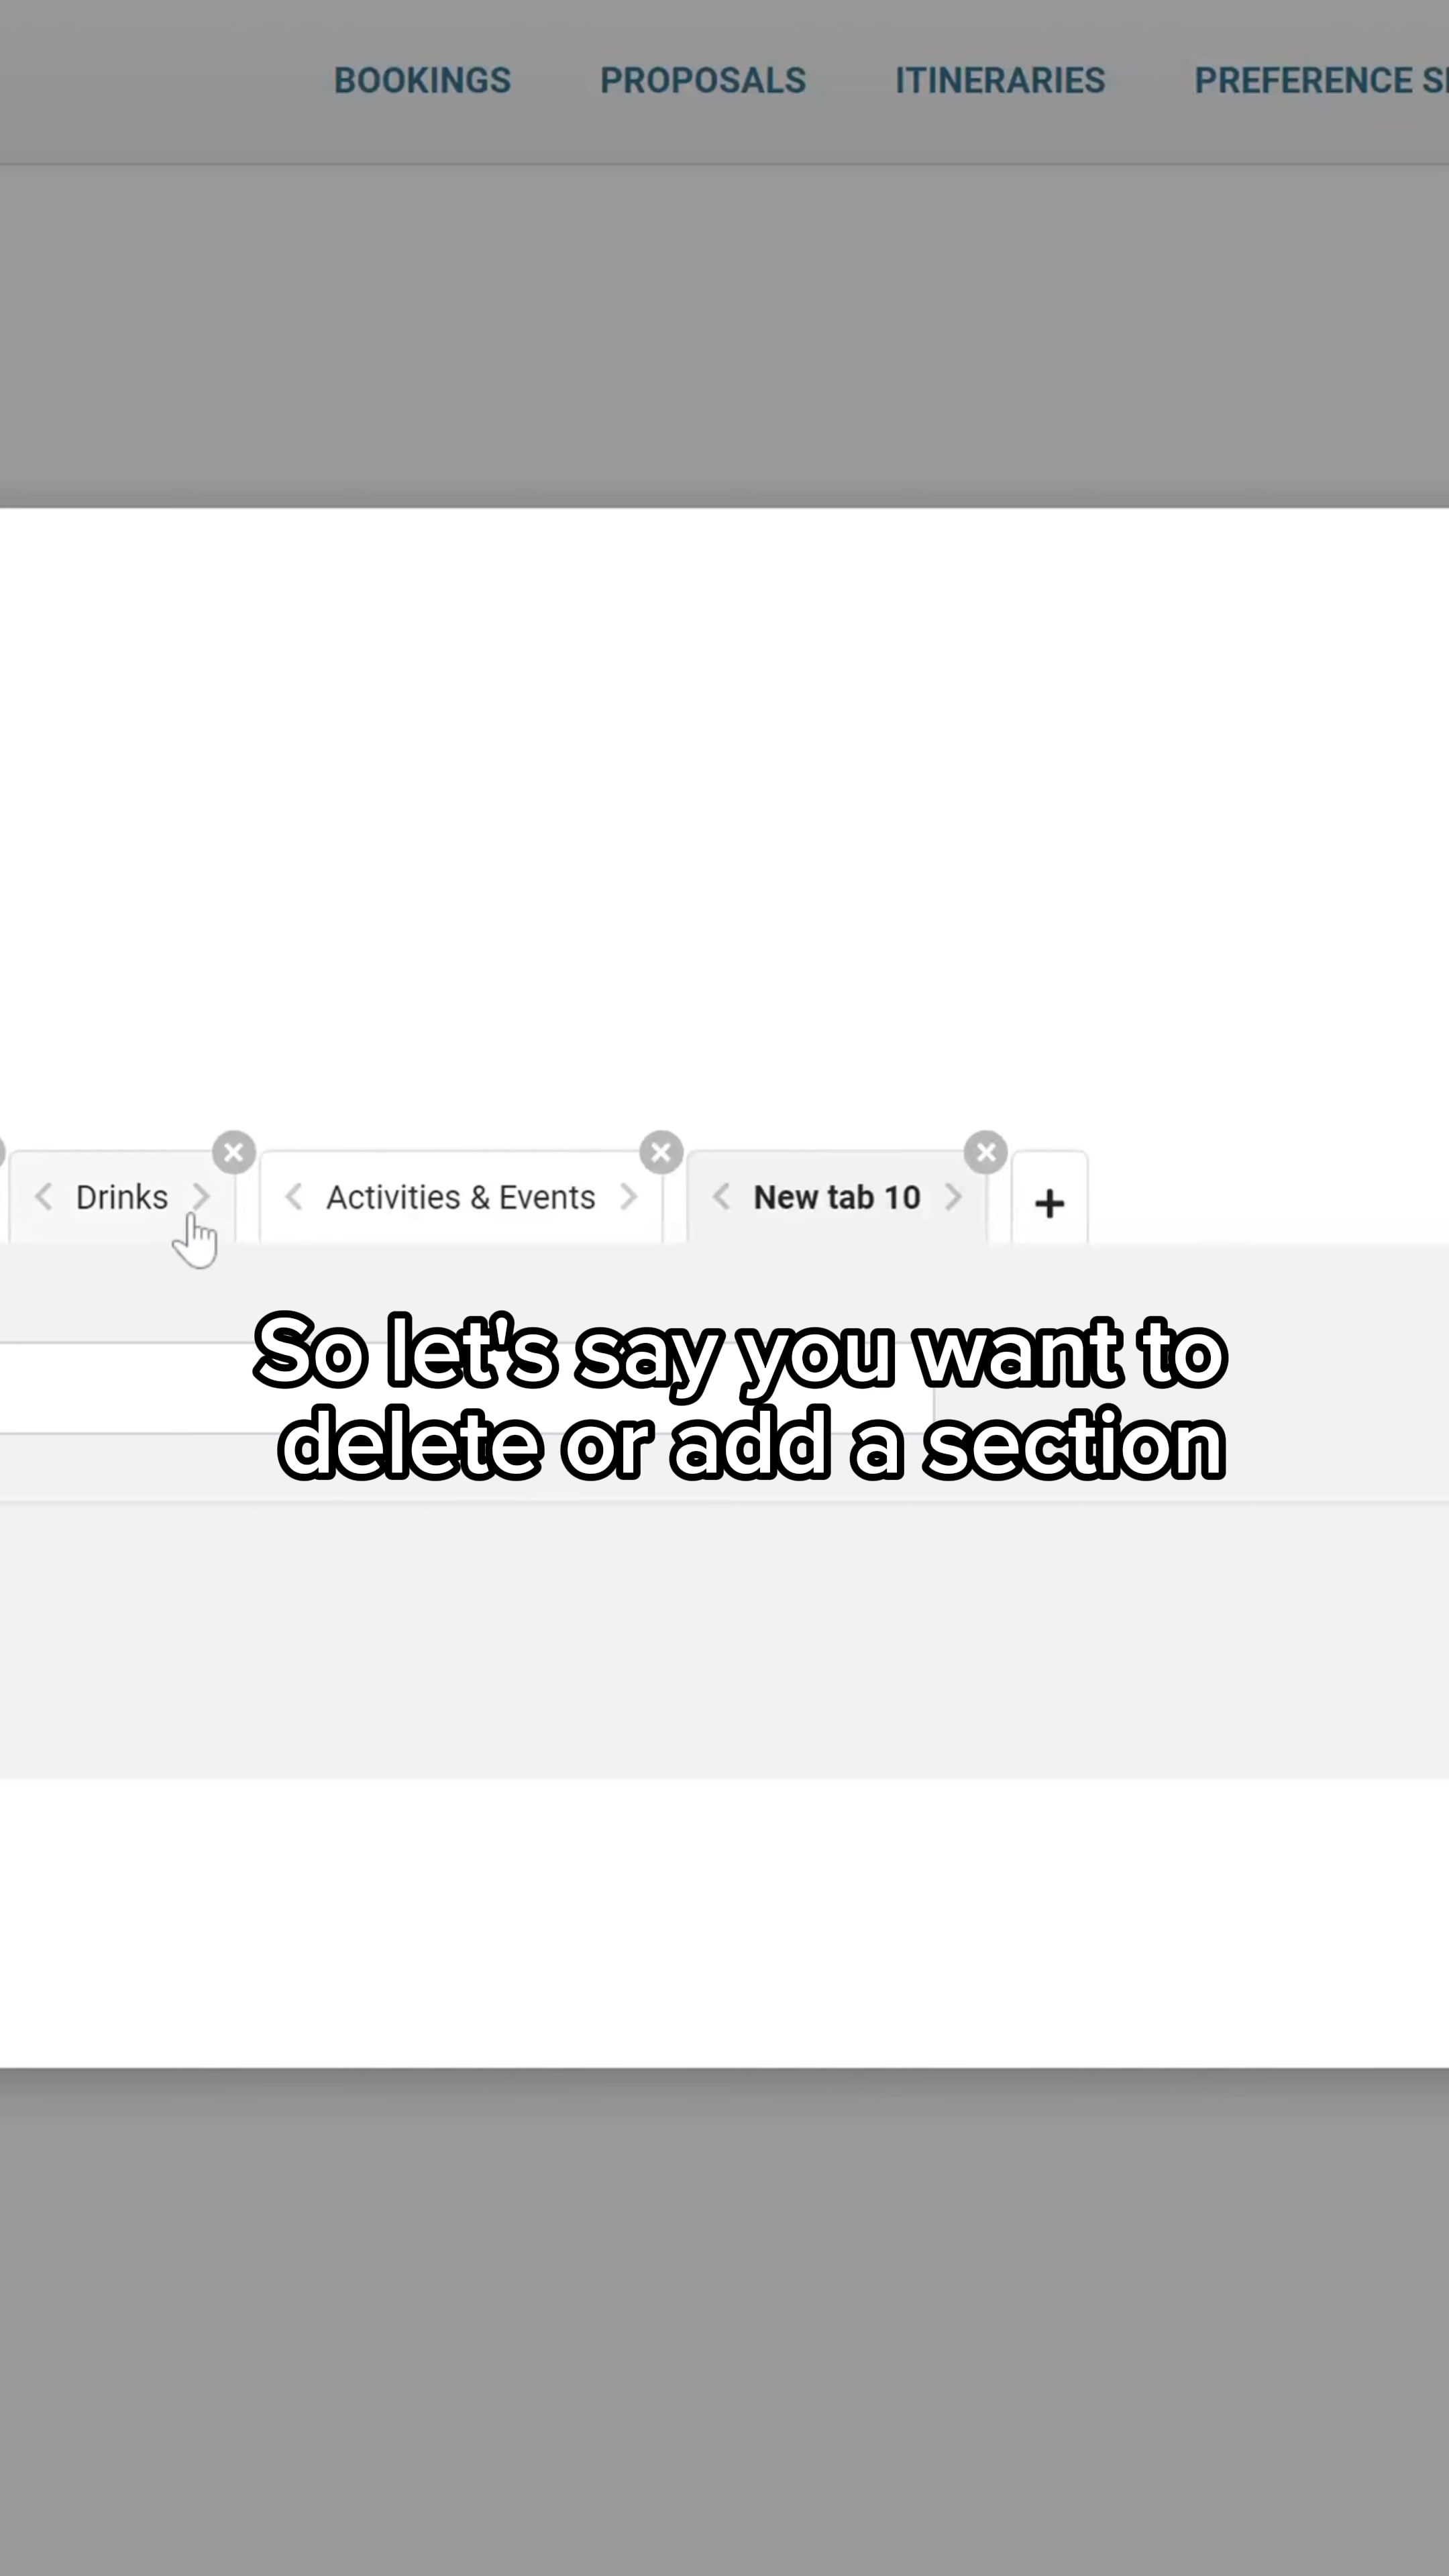 BOOKINGS PROPOSALS ITINERARIES PREFERENCE
Drinks Activities & Events New tab 10 +
So let's say you want to
delete or add a section